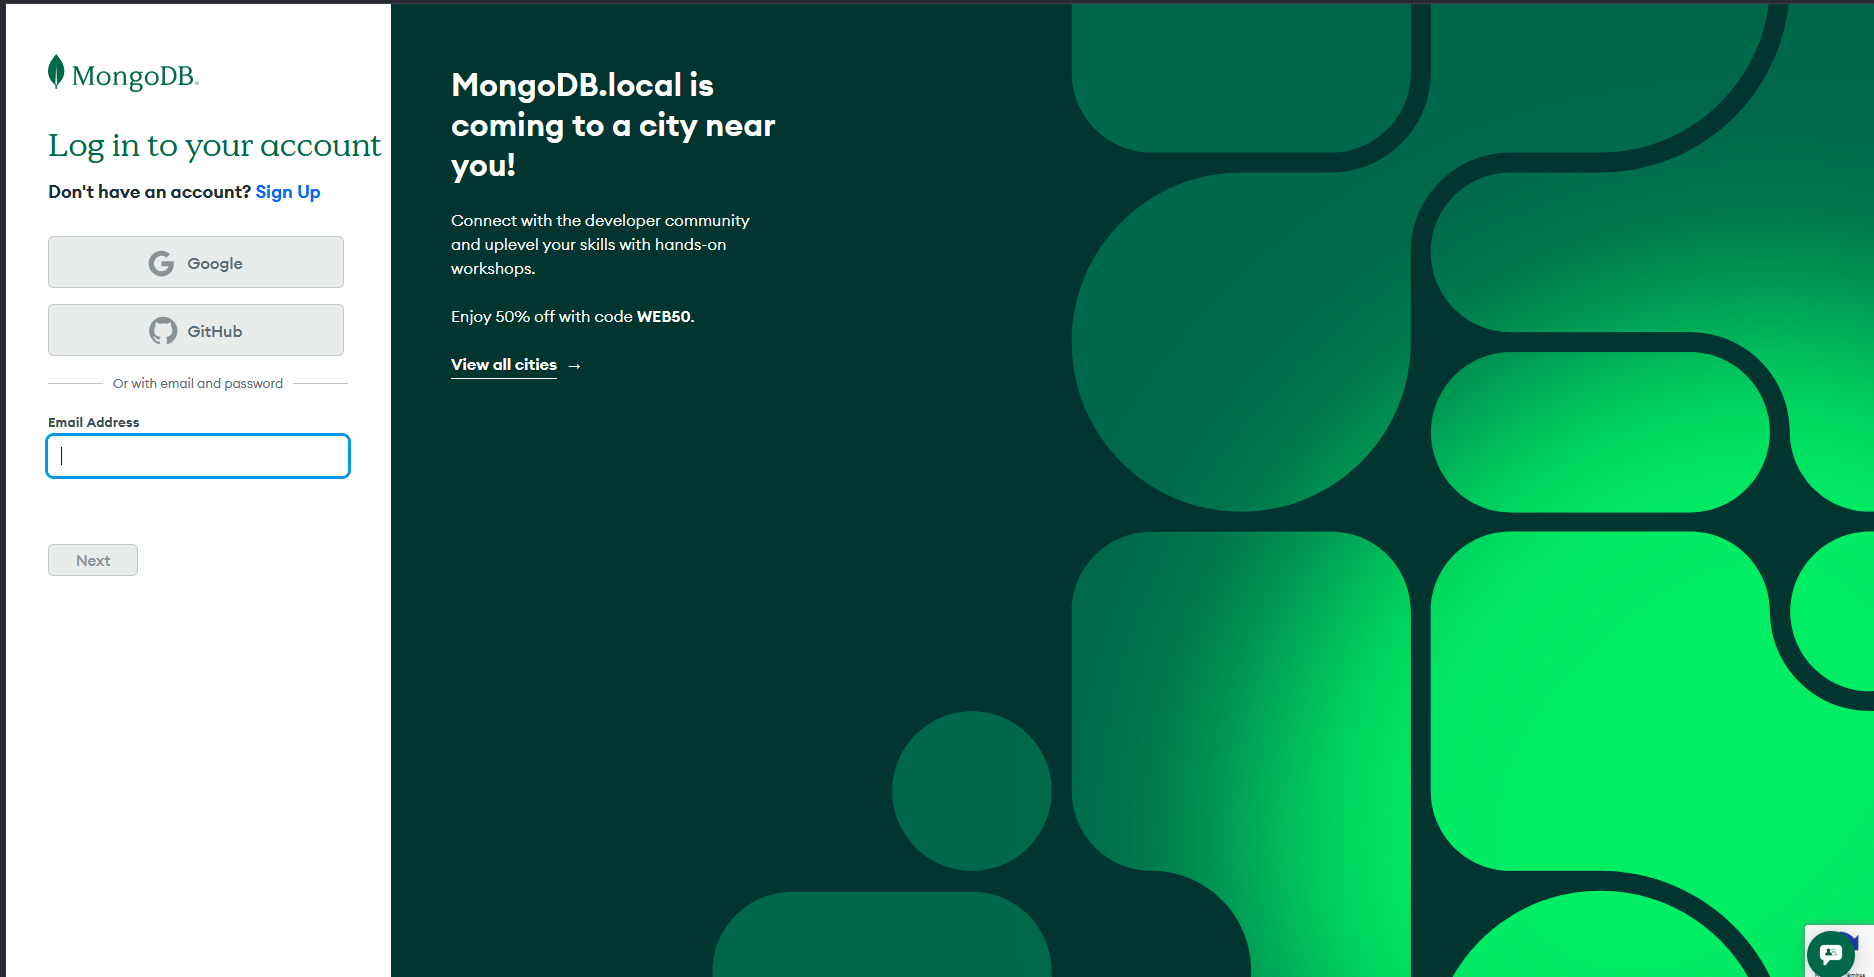 MongoDB.
Log in to your account
Don't have an account? Sign Up
Google
GitHub
Or with email and password
Email Address
Next
MongoDB.local is
coming to a city near
you!
Connect with the developer community
and uplevel your skills with hands-on
workshops.
Enjoy 50% off with code WEB50.
View all cities →